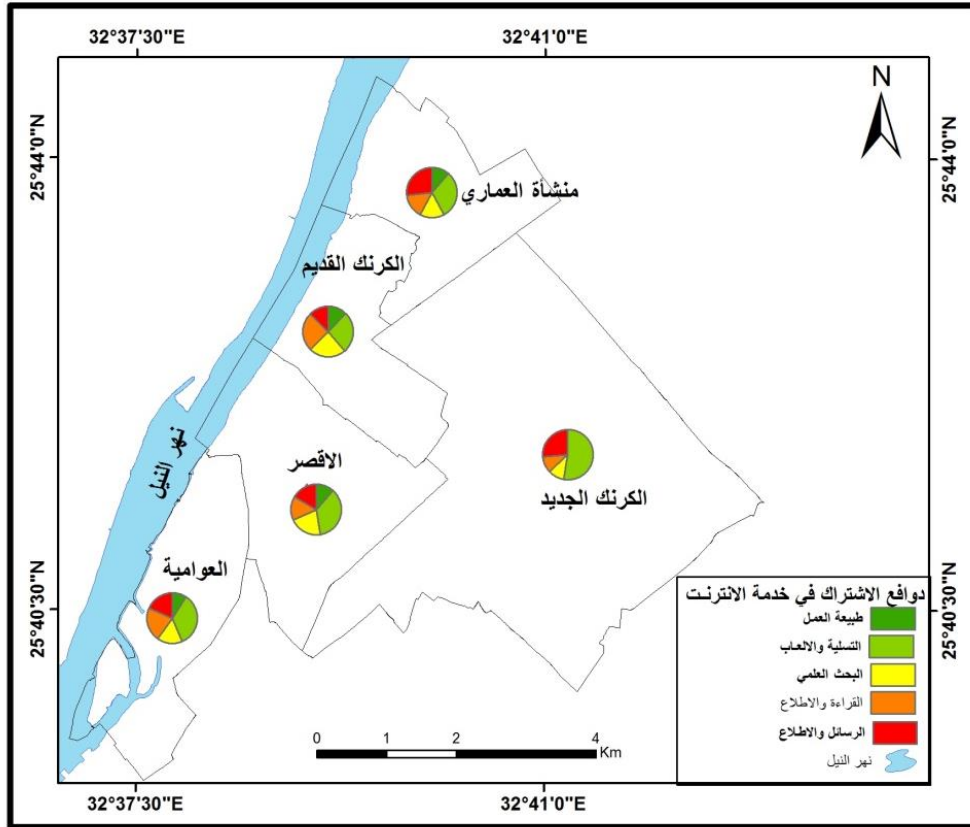 32°37'30"E
32°41'0"E
N
25°44'0"N
25°44'0"N
منشأة العماري
الكرنك القديم
نهر النيل
الاقصر
الكرنك الجديد
العوامية
25°40'30"N
25°40'30"N
دوافع الاشتراك في خدمة الانترنت
طبيعة العمل
التسلية والالعاب
البحث العلمي
القراءة والاطلاع
الرسائل والاطلاع
نهر النيل
0 1 2 4
Km
32°37'30"E
32°41'0"E